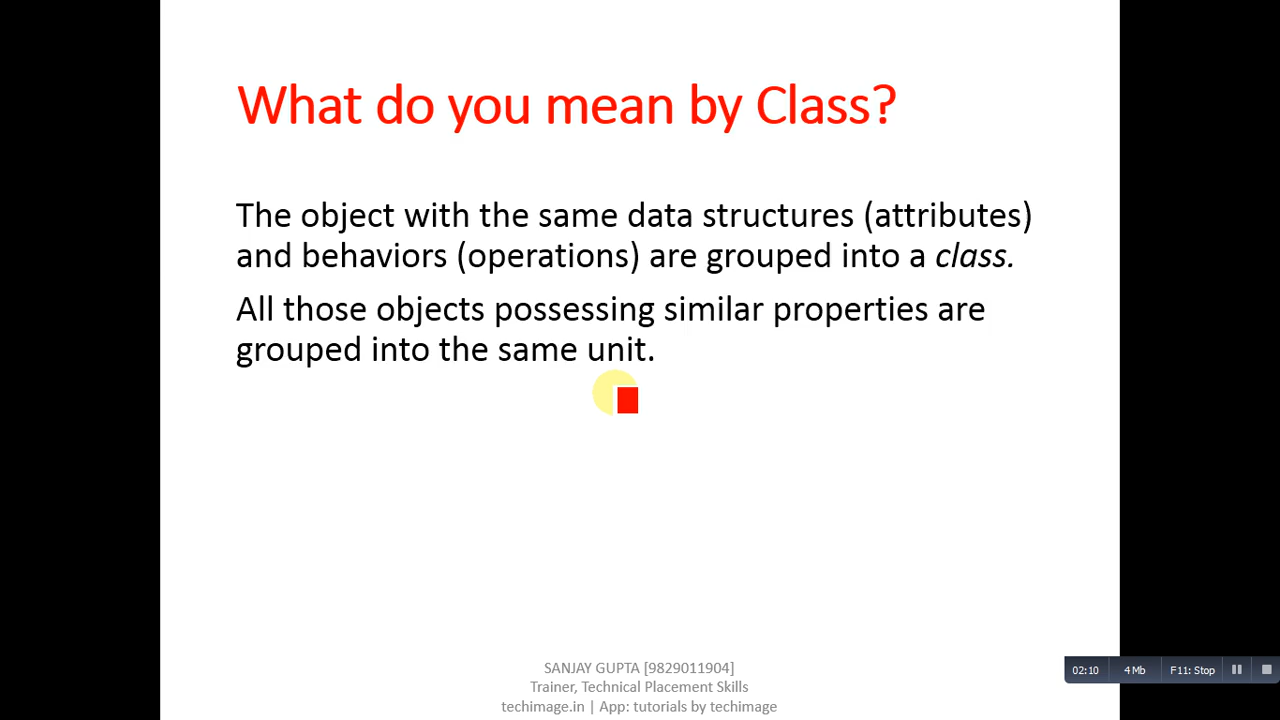 What do you mean by Class?
The object with the same data structures (attributes)
and behaviors (operations) are grouped into a class.
All those objects possessing similar properties are
grouped into the same unit.
SANJAY GUPTA [9829011904]
Trainer, Technical Placement Skills
techimage.in | App: tutorials by techimage
02:10 4 Mb F11: Stop